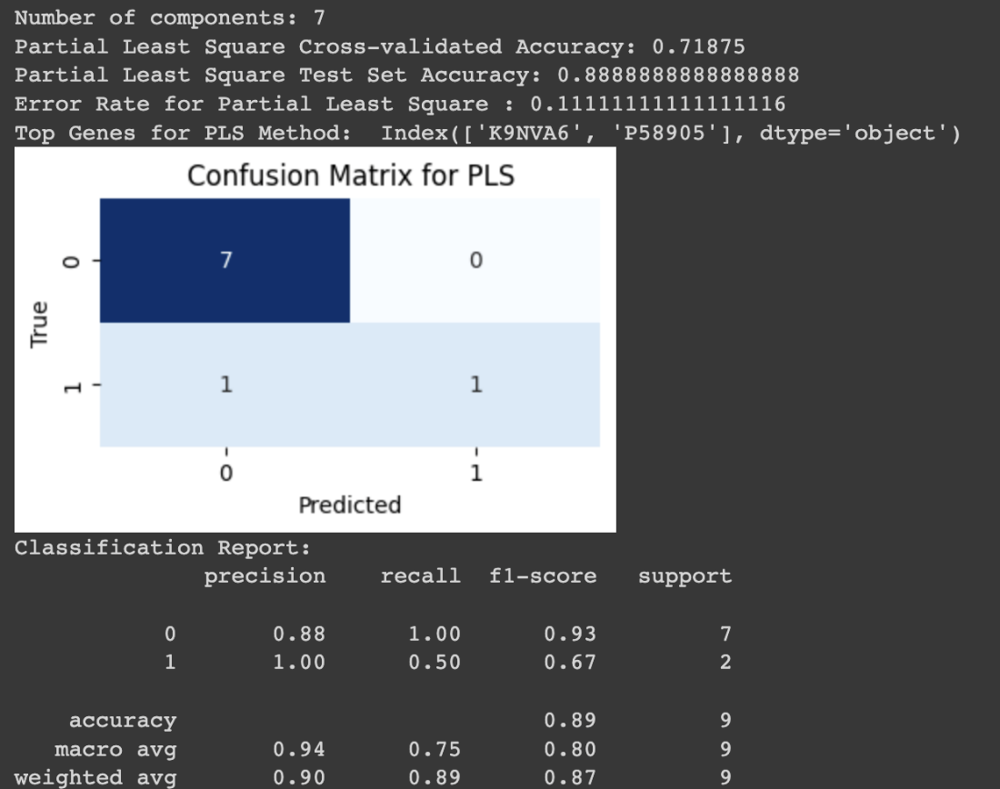 Number of components: 7
Partial Least Square Cross-validated Accuracy: 0.71875
Partial Least Square Test Set Accuracy: 0.8888888888888888
Error Rate for Partial Least Square : 0.11111111111111116
Top Genes for PLS Method:  Index(['K9NVA6', 'P58905'], dtype='object')
Confusion Matrix for PLS
0 7 0
True
1 1 1
0 1
Predicted
Classification Report:
precision recall f1-score support
0 0.88 1.00 0.93 7
1 1.00 0.50 0.67 2
accuracy 0.89 9
macro avg 0.94 0.75 0.80 9
weighted avg 0.90 0.89 0.87 9